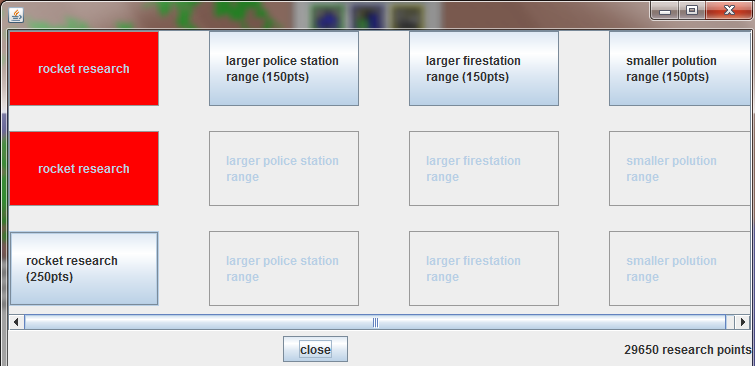 rocket research
larger police station
range (150pts)
larger firestation
range (150pts)
smaller polution
range (150pts)
rocket research
larger police station
range
larger firestation
range
smaller polution
range
rocket research
(250pts)
larger police station
range
larger firestation
range
smaller polution
range
close
29650 research points